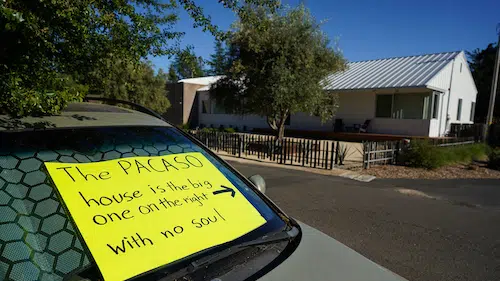 The PACASO
house is the big
one on the right →
with no soul